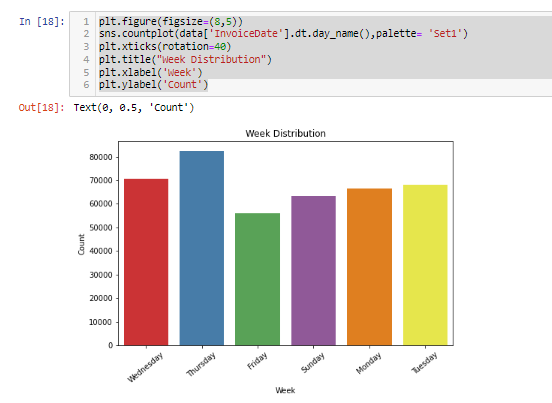 In [18]:
1 plt.figure(figsize=(8,5))
2 sns.countplot(data['InvoiceDate'].dt.day_name(),palette= 'Set1')
3 plt.xticks(rotation=40)
4 plt.title("Week Distribution")
5 plt.xlabel('Week')
6 plt.ylabel('Count')
Out[18]: Text(0, 0.5, 'Count')
Week Distribution
80000
70000
60000
50000
40000
30000
20000
10000
0
Count
Wednesday
Thursday
Friday
Sunday
Monday
Tuesday
Week